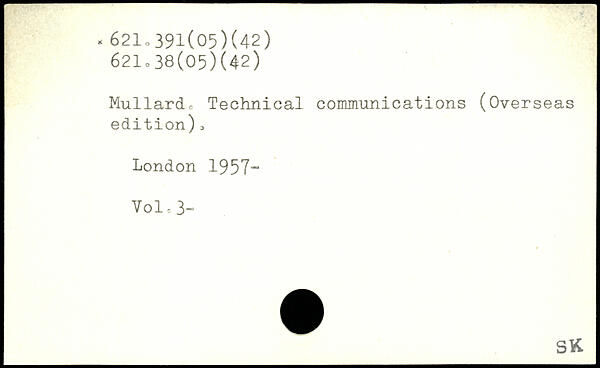 × 621.391(05)(42)
621.38(05)(42)
Mullard. Technical communications (Overseas
edition),
London 1957-
Vol.3-
SK